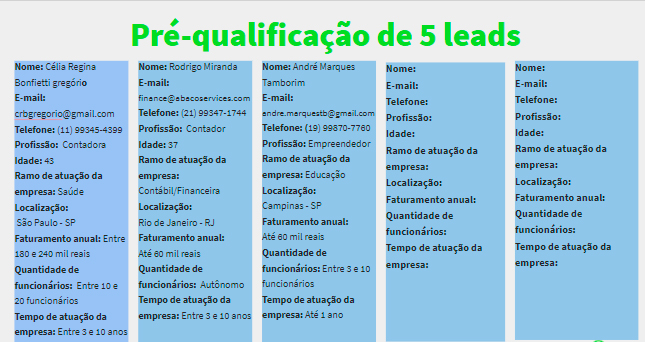 Pré-qualificação de 5 leads
Nome: Célia Regina
Bonfietti gregório
E-mail:
crbgregorio@gmail.com
Telefone: (11) 99345-4399
Profissão: Contadora
Idade: 43
Ramo de atuação da
empresa: Saúde
Localização:
São Paulo - SP
Faturamento anual: Entre
180 e 240 mil reais
Quantidade de
funcionários: Entre 10 e
20 funcionários
Tempo de atuação da
empresa: Entre 3 e 10 anos
Nome: Rodrigo Miranda
E-mail:
finance@abacoservices.com
Telefone: (21) 99347-1744
Profissão: Contador
Idade: 37
Ramo de atuação da
empresa:
Contábil/Financeira
Localização:
Rio de Janeiro - RJ
Faturamento anual:
Até 60 mil reais
Quantidade de
funcionários: Autônomo
Tempo de atuação da
empresa: Entre 3 e 10 anos
Nome: André Marques
Tamborim
E-mail:
andre.marquestb@gmail.com
Telefone: (19) 99870-7760
Profissão: Empreendedor
Ramo de atuação da
empresa: Educação
Localização:
Campinas - SP
Faturamento anual:
Até 60 mil reais
Quantidade de
funcionários: Entre 3 e 10
funcionários
Tempo de atuação da
empresa: Até 1 ano
Nome:
E-mail:
Telefone:
Profissão:
Idade:
Ramo de atuação da
empresa:
Localização:
Faturamento anual:
Quantidade de
funcionários:
Tempo de atuação da
empresa:
Nome:
E-mail:
Telefone:
Profissão:
Idade:
Ramo de atuação da
empresa:
Localização:
Faturamento anual:
Quantidade de
funcionários:
Tempo de atuação da
empresa: